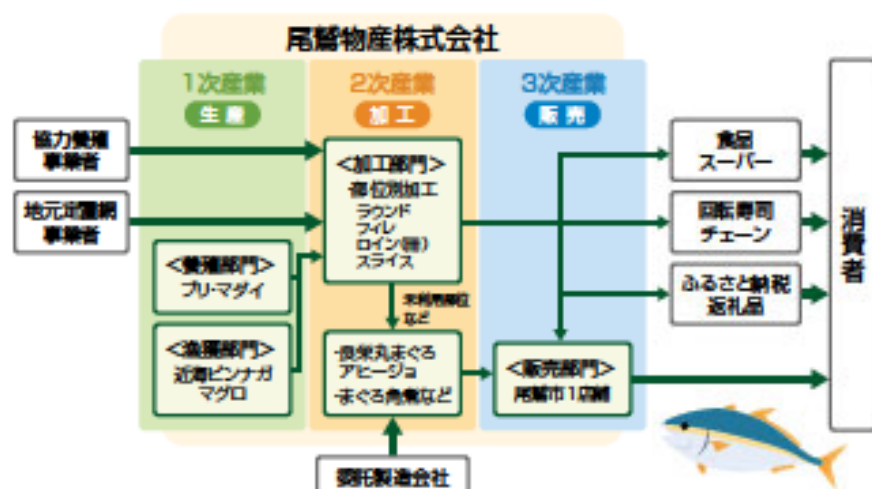 尾鷲物産株式会社
1次産業
生産
2次産業
加工
3次産業
販売
協力養殖
事業者
地元定置網
事業者
<養殖部門>
ブリ・マダイ
<漁獲部門>
近海ビンナガ
マグロ
<加工部門>
・部位別加工
ラウンド
フィレ
ロイン(冊)
スライス
未利用部位
など
・良栄丸まぐろ
アヒージョ
・まぐろ角煮など
<販売部門>
尾鷲市1店舗
委託製造会社
食品
スーパー
回転寿司
チェーン
ふるさと納税
返礼品
消費者